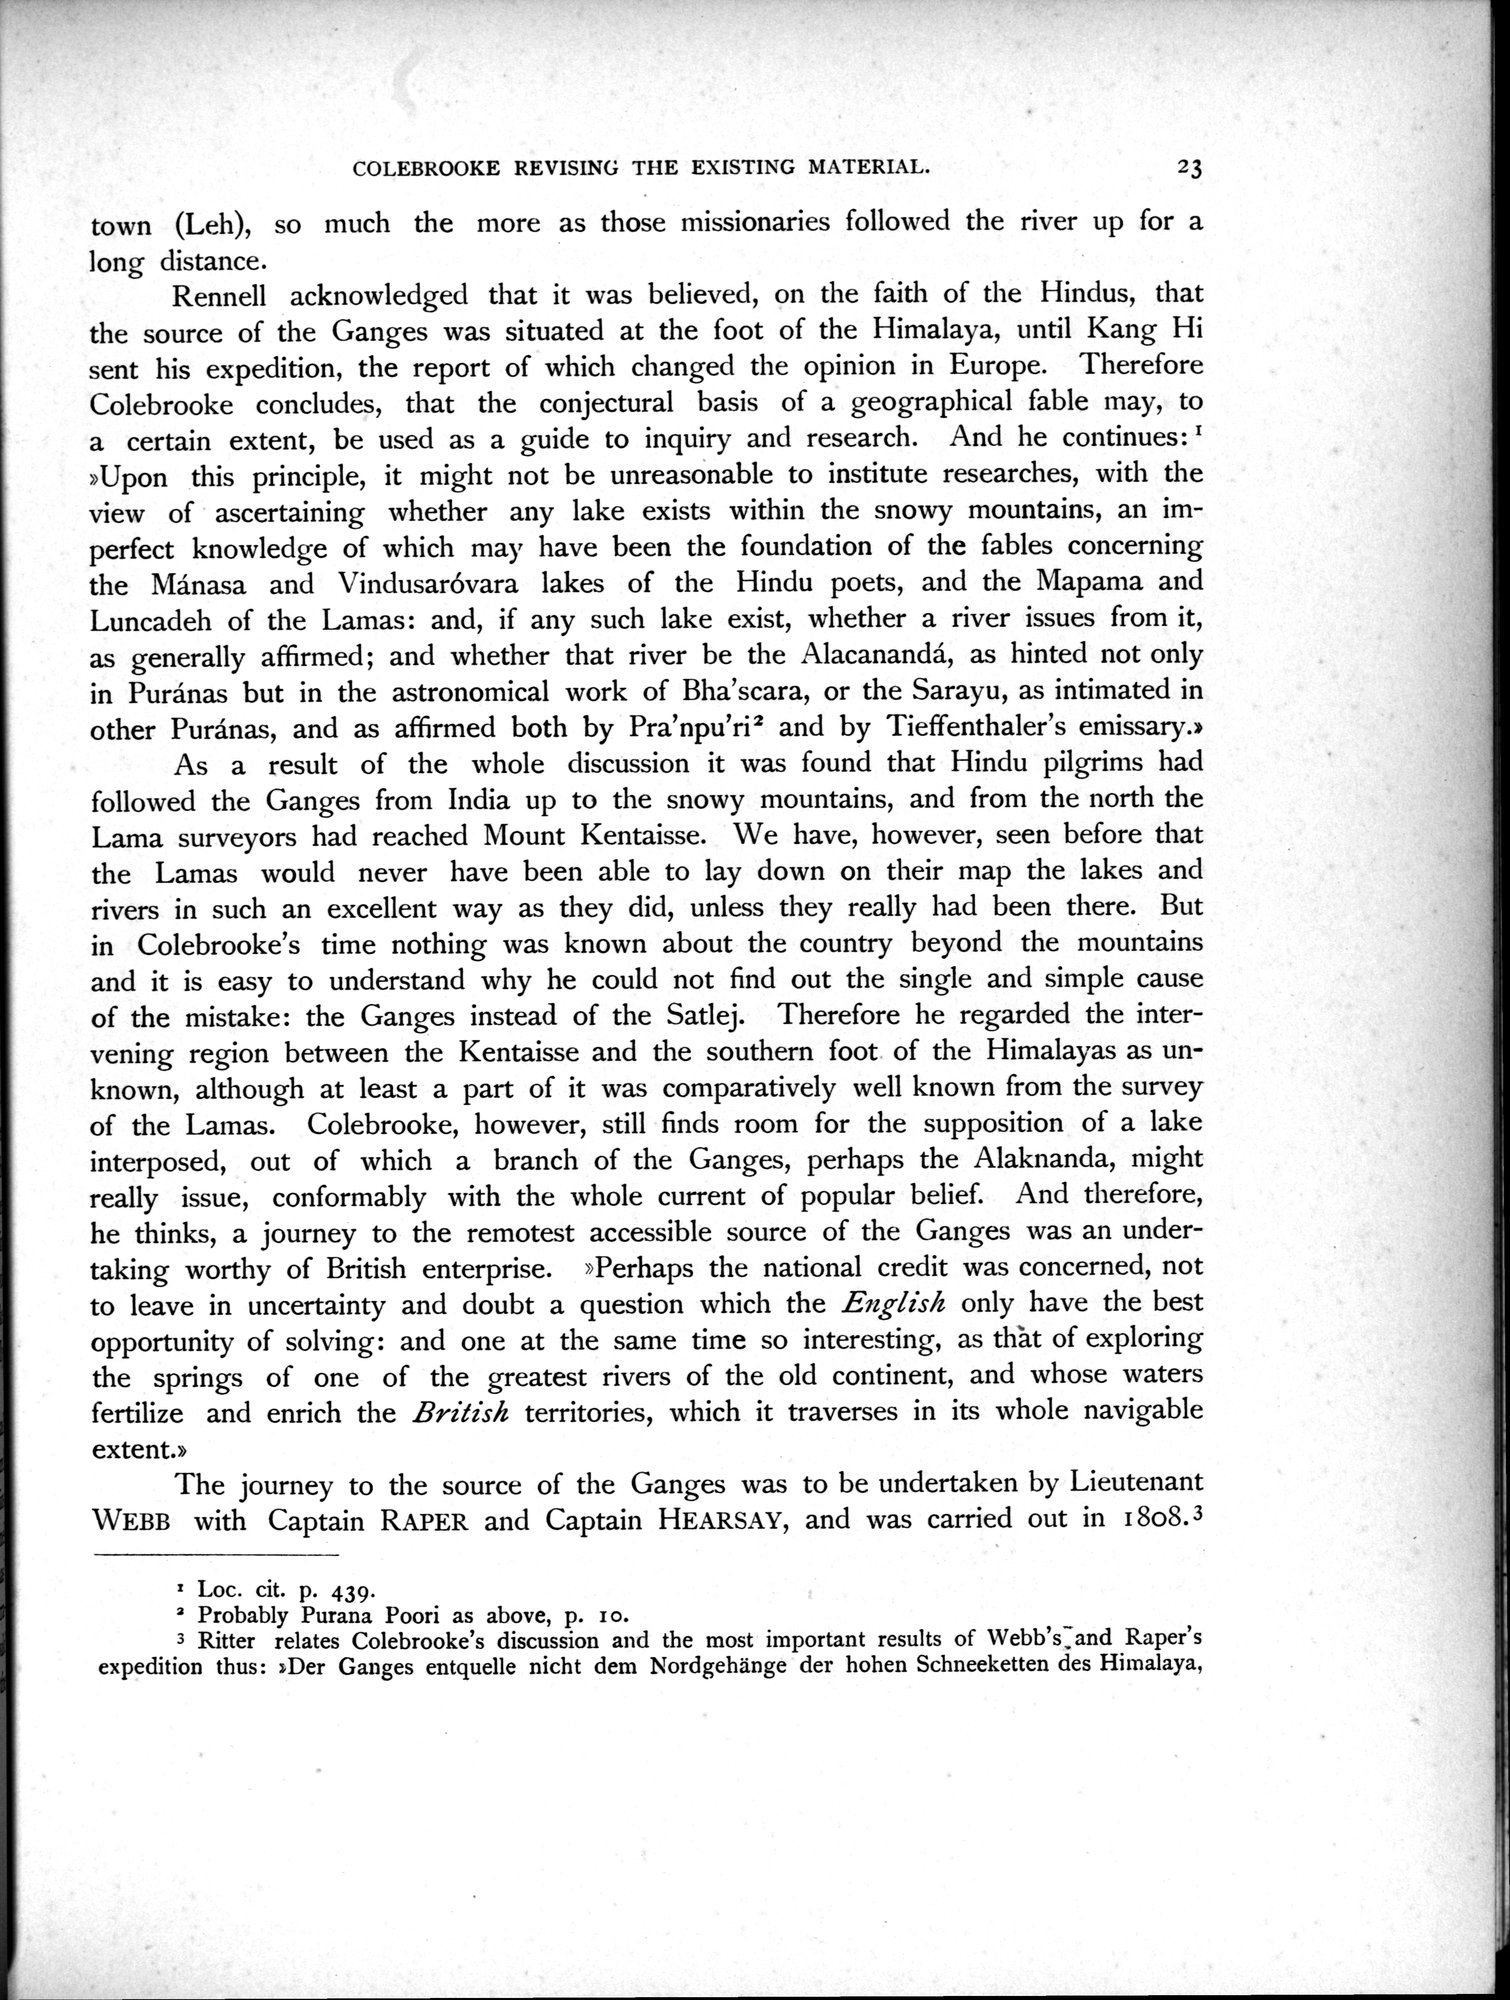 COLEBROOKE REVISING THE EXISTING MATERIAL. 23
town (Leh), so much the more as those missionaries followed the river up for a
long distance.
Rennell acknowledged that it was believed, on the faith of the Hindus, that
the source of the Ganges was situated at the foot of the Himalaya, until Kang Hi
sent his expedition, the report of which changed the opinion in Europe. Therefore
Colebrooke concludes, that the conjectural basis of a geographical fable may, to
a certain extent, be used as a guide to inquiry and research. And he continues:¹
»Upon this principle, it might not be unreasonable to institute researches, with the
view of ascertaining whether any lake exists within the snowy mountains, an im-
perfect knowledge of which may have been the foundation of the fables concerning
the Mánasa and Vindusaróvara lakes of the Hindu poets, and the Mapama and
Luncadeh of the Lamas: and, if any such lake exist, whether a river issues from it,
as generally affirmed; and whether that river be the Alacanandá, as hinted not only
in Puránas but in the astronomical work of Bha'scara, or the Sarayu, as intimated in
other Puránas, and as affirmed both by Pra'npu'ri² and by Tieffenthaler's emissary.»
As a result of the whole discussion it was found that Hindu pilgrims had
followed the Ganges from India up to the snowy mountains, and from the north the
Lama surveyors had reached Mount Kentaisse. We have, however, seen before that
the Lamas would never have been able to lay down on their map the lakes and
rivers in such an excellent way as they did, unless they really had been there. But
in Colebrooke's time nothing was known about the country beyond the mountains
and it is easy to understand why he could not find out the single and simple cause
of the mistake: the Ganges instead of the Satlej. Therefore he regarded the inter-
vening region between the Kentaisse and the southern foot of the Himalayas as un-
known, although at least a part of it was comparatively well known from the survey
of the Lamas. Colebrooke, however, still finds room for the supposition of a lake
interposed, out of which a branch of the Ganges, perhaps the Alaknanda, might
really issue, conformably with the whole current of popular belief. And therefore,
he thinks, a journey to the remotest accessible source of the Ganges was an under-
taking worthy of British enterprise. »Perhaps the national credit was concerned, not
to leave in uncertainty and doubt a question which the English only have the best
opportunity of solving: and one at the same time so interesting, as that of exploring
the springs of one of the greatest rivers of the old continent, and whose waters
fertilize and enrich the British territories, which it traverses in its whole navigable
extent.»
The journey to the source of the Ganges was to be undertaken by Lieutenant
WEBB with Captain RAPER and Captain HEARSAY, and was carried out in 1808.³
¹ Loc. cit. p. 439.
² Probably Purana Poori as above, p. 10.
³ Ritter relates Colebrooke's discussion and the most important results of Webb's and Raper's
expedition thus: »Der Ganges entquelle nicht dem Nordgehänge der hohen Schneeketten des Himalaya,